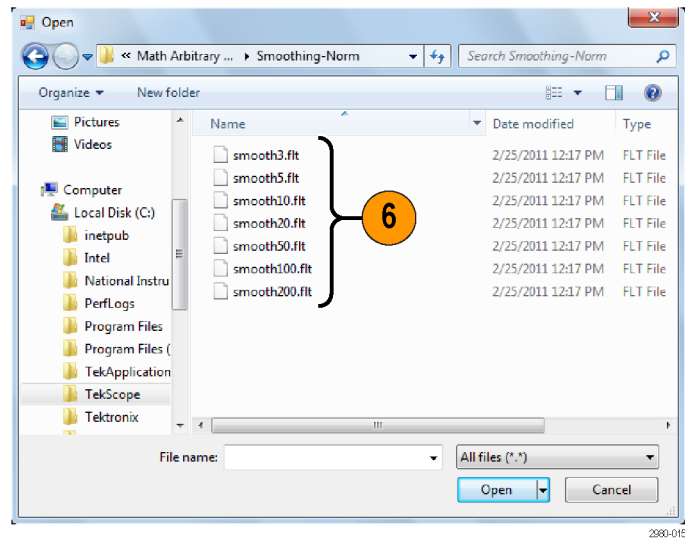 Open
« Math Arbitrary ... Smoothing-Norm
Search Smoothing-Norm
Organize New folder
Pictures
Videos
Computer
Local Disk (C:)
inetpub
Intel
National Instru
PerfLogs
Program Files
Program Files (
TekApplication
TekScope
Tektronix
Name Date modified Type
smooth3.flt 2/25/2011 12:17 PM FLT File
smooth5.flt 2/25/2011 12:17 PM FLT File
smooth10.flt 2/25/2011 12:17 PM FLT File
smooth20.flt 2/25/2011 12:17 PM FLT File
smooth50.flt 2/25/2011 12:17 PM FLT File
smooth100.flt 2/25/2011 12:17 PM FLT File
smooth200.flt 2/25/2011 12:17 PM FLT File
6
File name:
All files (*.*)
Open Cancel
2980-015